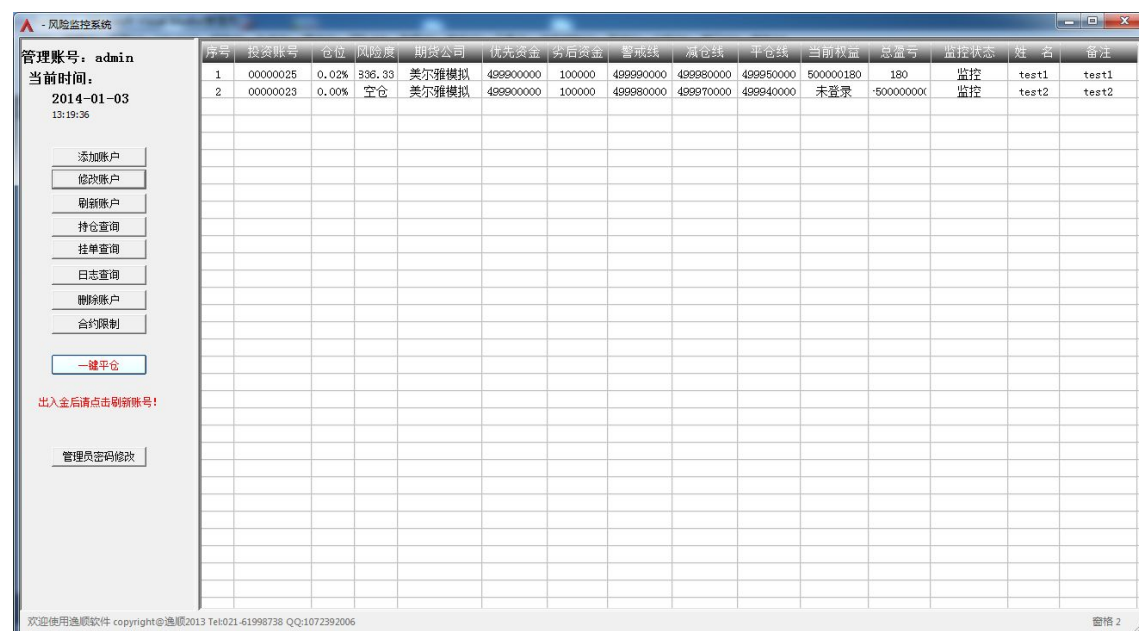 - 风险监控系统
管理账号: admin
当前时间:
2014-01-03
13:19:36
添加账户
修改账户
刷新账户
持仓查询
挂单查询
日志查询
删除账户
合约限制
一键平仓
出入金后请点击刷新账号!
管理员密码修改
序号 投资账号 仓位 风险度 期货公司 优先资金 劣后资金 警戒线 减仓线 平仓线 当前权益 总盈亏 监控状态 姓 名 备注
1 00000025 0.02% 836.33 美尔雅模拟 499900000 100000 499990000 499980000 499950000 500000180 180 监控 test1 test1
2 00000023 0.00% 空仓 美尔雅模拟 499900000 100000 499980000 499970000 499940000 未登录 监控 test2 test2
欢迎使用逸顺软件 copyright@逸顺2013 Tel:021-61998738 QQ:1072392006
窗格 2